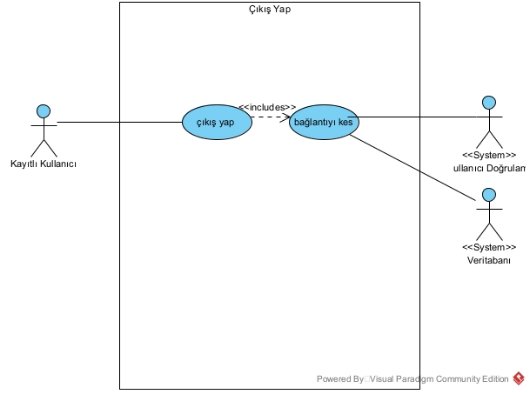 Çıkış Yap
<<includes>>
çıkış yap
bağlantıyı kes
Kayıtlı Kullanıcı
<<System>>
ullanıcı Doğrulam
<<System>>
Veritabanı
Powered By Visual Paradigm Community Edition